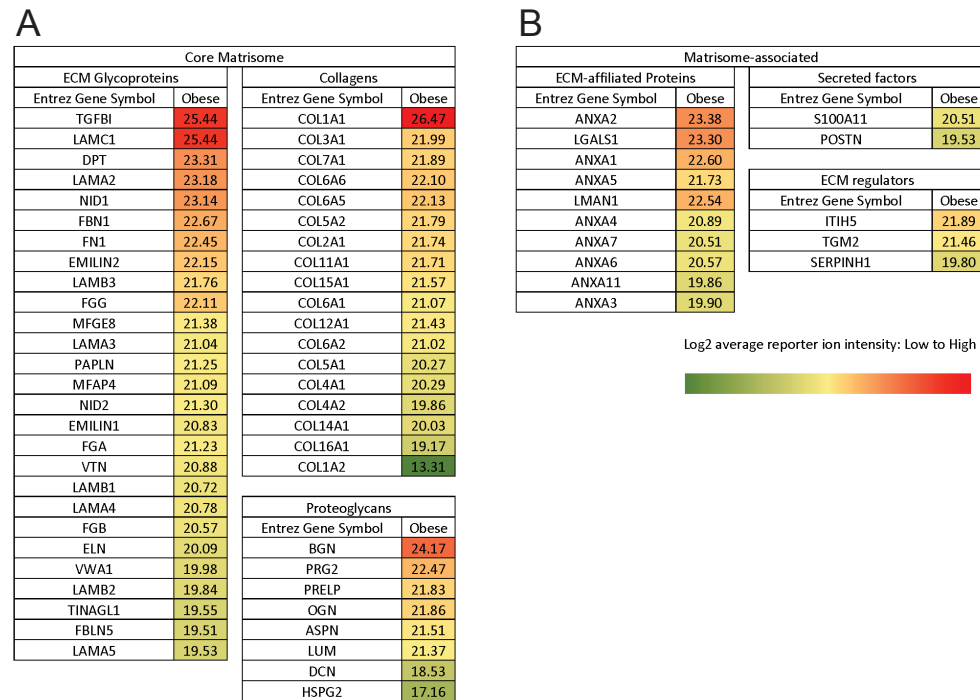 A
Core Matrisome
ECM Glycoproteins
Entrez Gene Symbol Obese
TGFBI 25.44
LAMC1 25.44
DPT 23.31
LAMA2 23.18
NID1 23.14
FBN1 22.67
FN1 22.45
EMILIN2 22.15
LAMB3 21.76
FGG 22.11
MFGE8 21.38
LAMA3 21.04
PAPLN 21.25
MFAP4 21.09
NID2 21.30
EMILIN1 20.83
FGA 21.23
VTN 20.88
LAMB1 20.72
LAMA4 20.78
FGB 20.57
ELN 20.09
VWA1 19.98
LAMB2 19.84
TINAGL1 19.55
FBLN5 19.51
LAMA5 19.53
Collagens
Entrez Gene Symbol Obese
COL1A1 26.47
COL3A1 21.99
COL7A1 21.89
COL6A6 22.10
COL6A5 22.13
COL5A2 21.79
COL2A1 21.74
COL11A1 21.71
COL15A1 21.57
COL6A1 21.07
COL12A1 21.43
COL6A2 21.02
COL5A1 20.27
COL4A1 20.29
COL4A2 19.86
COL14A1 20.03
COL16A1 19.17
COL1A2 13.31
Proteoglycans
Entrez Gene Symbol Obese
BGN 24.17
PRG2 22.47
PRELP 21.83
OGN 21.86
ASPN 21.51
LUM 21.37
DCN 18.53
HSPG2 17.16
B
Matrisome-associated
ECM-affiliated Proteins
Entrez Gene Symbol Obese
ANXA2 23.38
LGALS1 23.30
ANXA1 22.60
ANXA5 21.73
LMAN1 22.54
ANXA4 20.89
ANXA7 20.51
ANXA6 20.57
ANXA11 19.86
ANXA3 19.90
Secreted factors
Entrez Gene Symbol Obese
S100A11 20.51
POSTN 19.53
ECM regulators
Entrez Gene Symbol Obese
ITIH5 21.89
TGM2 21.46
SERPINH1 19.80
Log2 average reporter ion intensity: Low to High